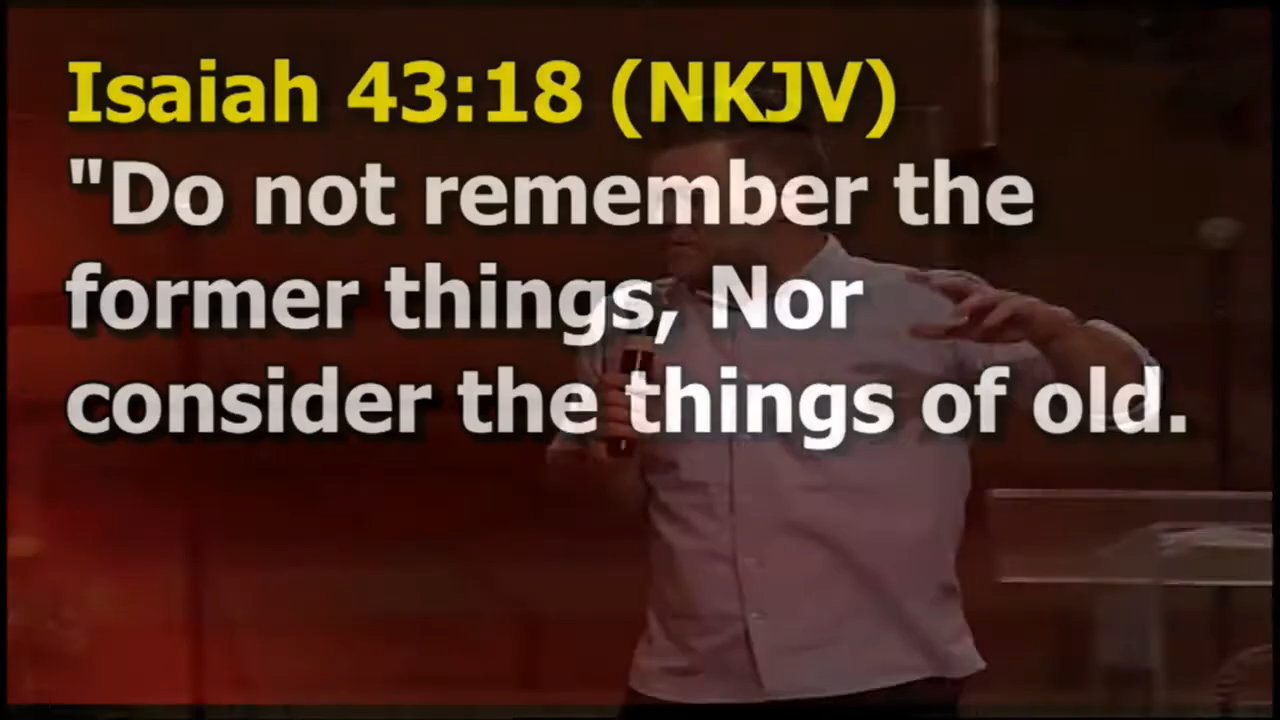 Isaiah 43:18 (NKJV)
"Do not remember the
former things, Nor
consider the things of old.